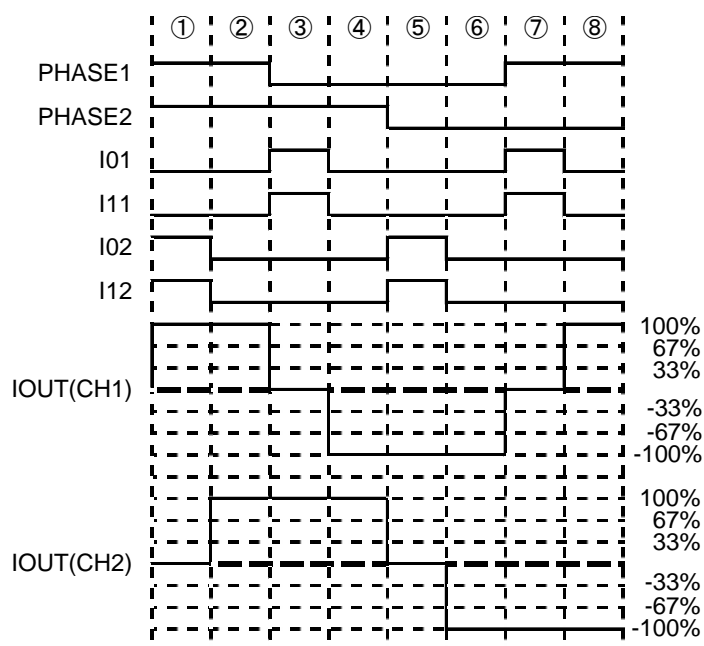 ① ② ③ ④ ⑤ ⑥ ⑦ ⑧
PHASE1
PHASE2
I01
I11
I02
I12
IOUT(CH1)
100%
67%
33%
-33%
-67%
-100%
IOUT(CH2)
100%
67%
33%
-33%
-67%
-100%